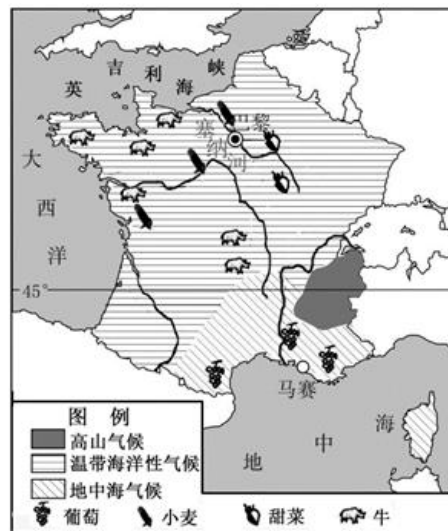 英吉利海峡
大西洋
塞纳河
巴黎
45°
马赛
地中海
图例
高山气候
温带海洋性气候
地中海气候
葡萄 小麦 甜菜 牛